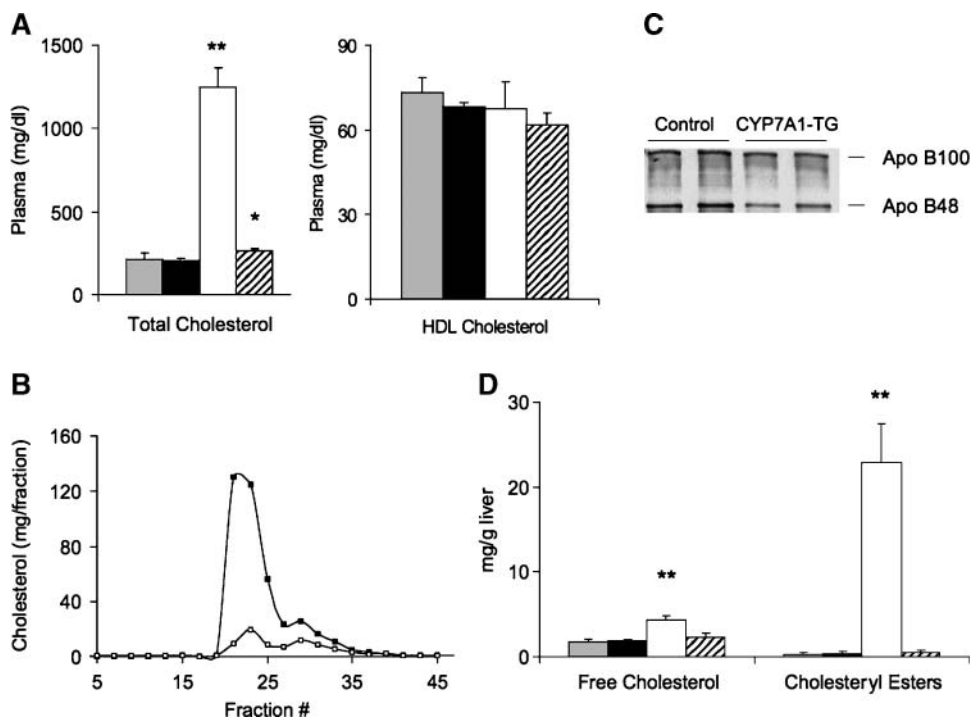 A
1500
1000
500
0
Plasma (mg/dl)
**
*
Total Cholesterol
90
60
30
0
Plasma (mg/dl)
HDL Cholesterol
C
Control CYP7A1-TG
Apo B100
Apo B48
B
160
120
80
40
0
Cholesterol (mg/fraction)
5 15 25 35 45
Fraction #
D
30
20
10
0
mg/g liver
**
**
Free Cholesterol Cholesteryl Esters